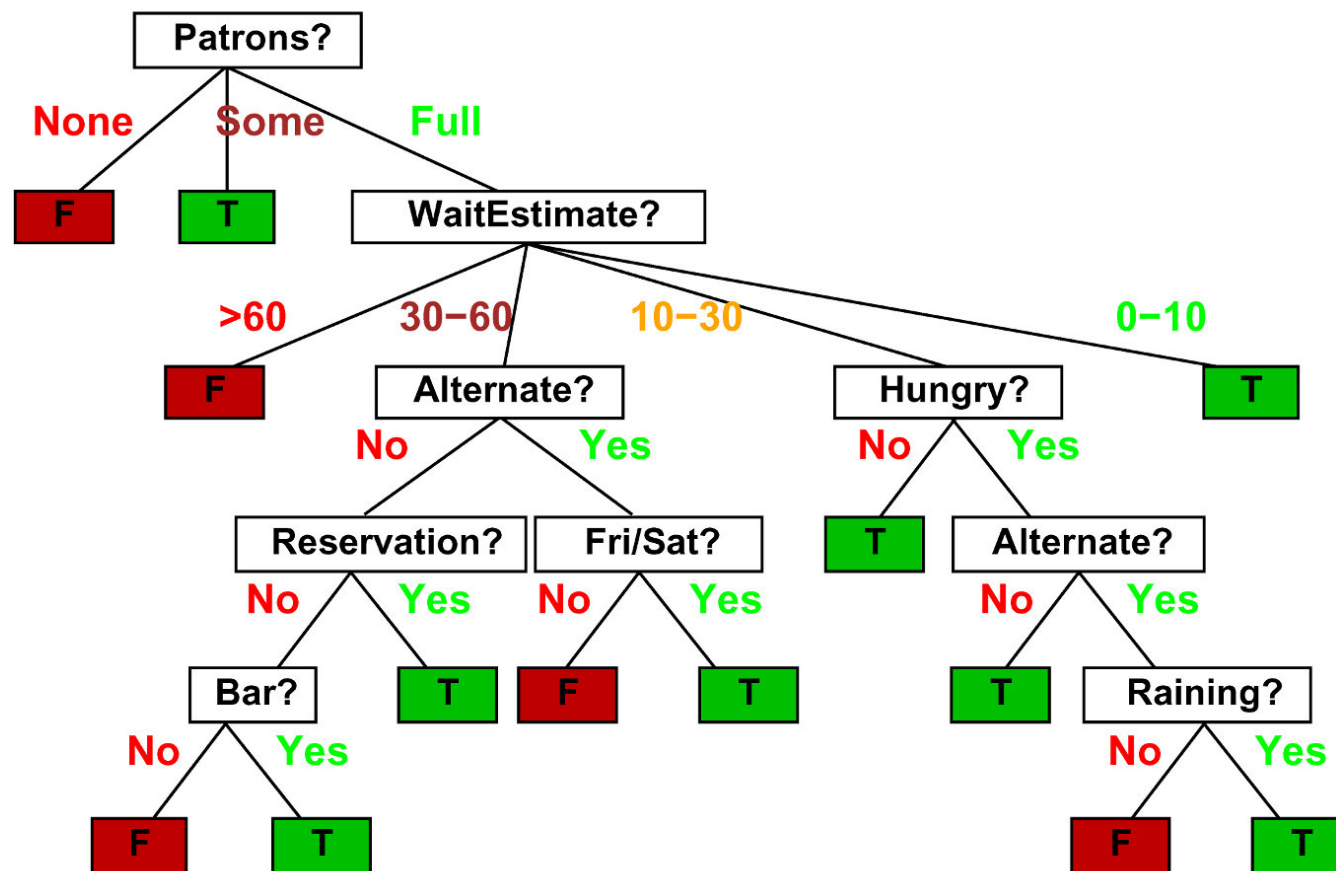 Patrons?
None Some Full
F T WaitEstimate?
>60 30−60 10−30 0−10
F Alternate? Hungry? T
No Yes No Yes
Reservation? Fri/Sat? T Alternate?
No Yes No Yes No Yes
Bar? T F T T Raining?
No Yes No Yes
F T F T